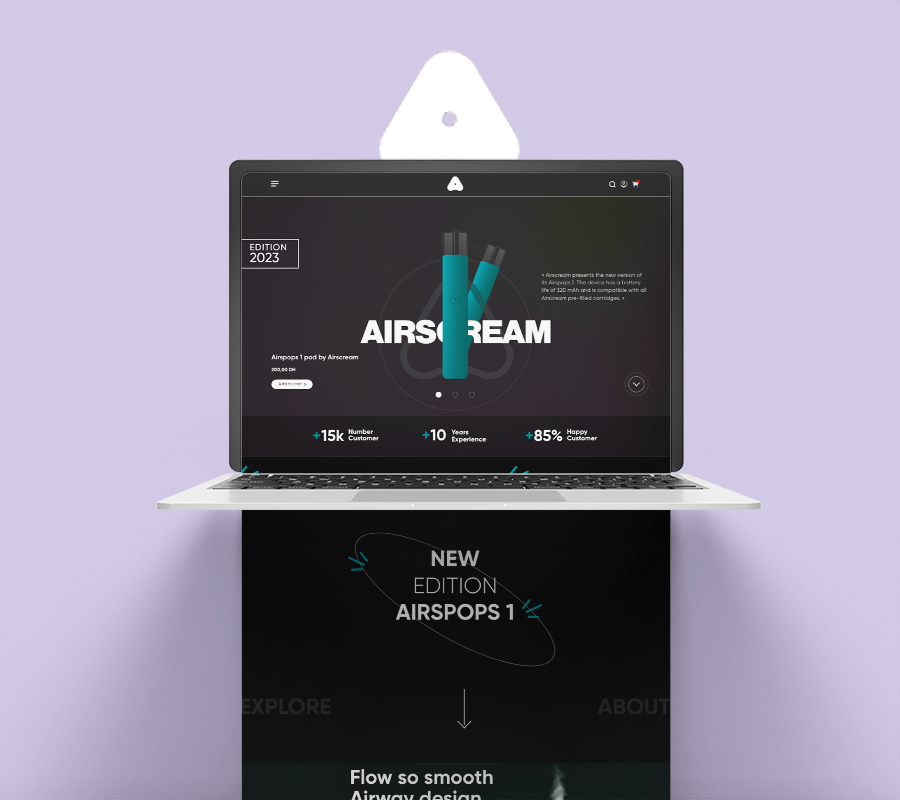 EDITION
2023
« Airscream presents the new version of
its Airspops 1. The device has a battery
life of 320 mAh and is compatible with all
Airscream pre-filled cartridges. »
AIRSCREAM
Airspops 1 pod by Airscream
200,00 DH
Add to cart >
+15k Number
Customer
+10 Years
Experience
+85% Happy
Customer
NEW
EDITION
AIRSPOPS 1
EXPLORE
ABOUT
Flow so smooth
Airway design